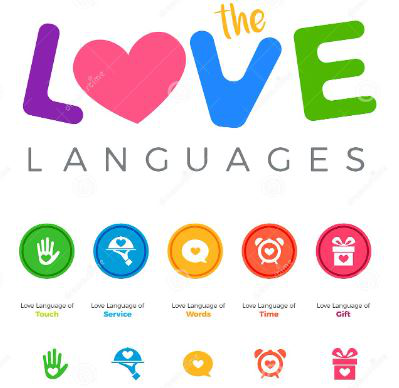 the
LOVE
LANGUAGES
Love Language of Touch
Love Language of Service
Love Language of Words
Love Language of Time
Love Language of Gift